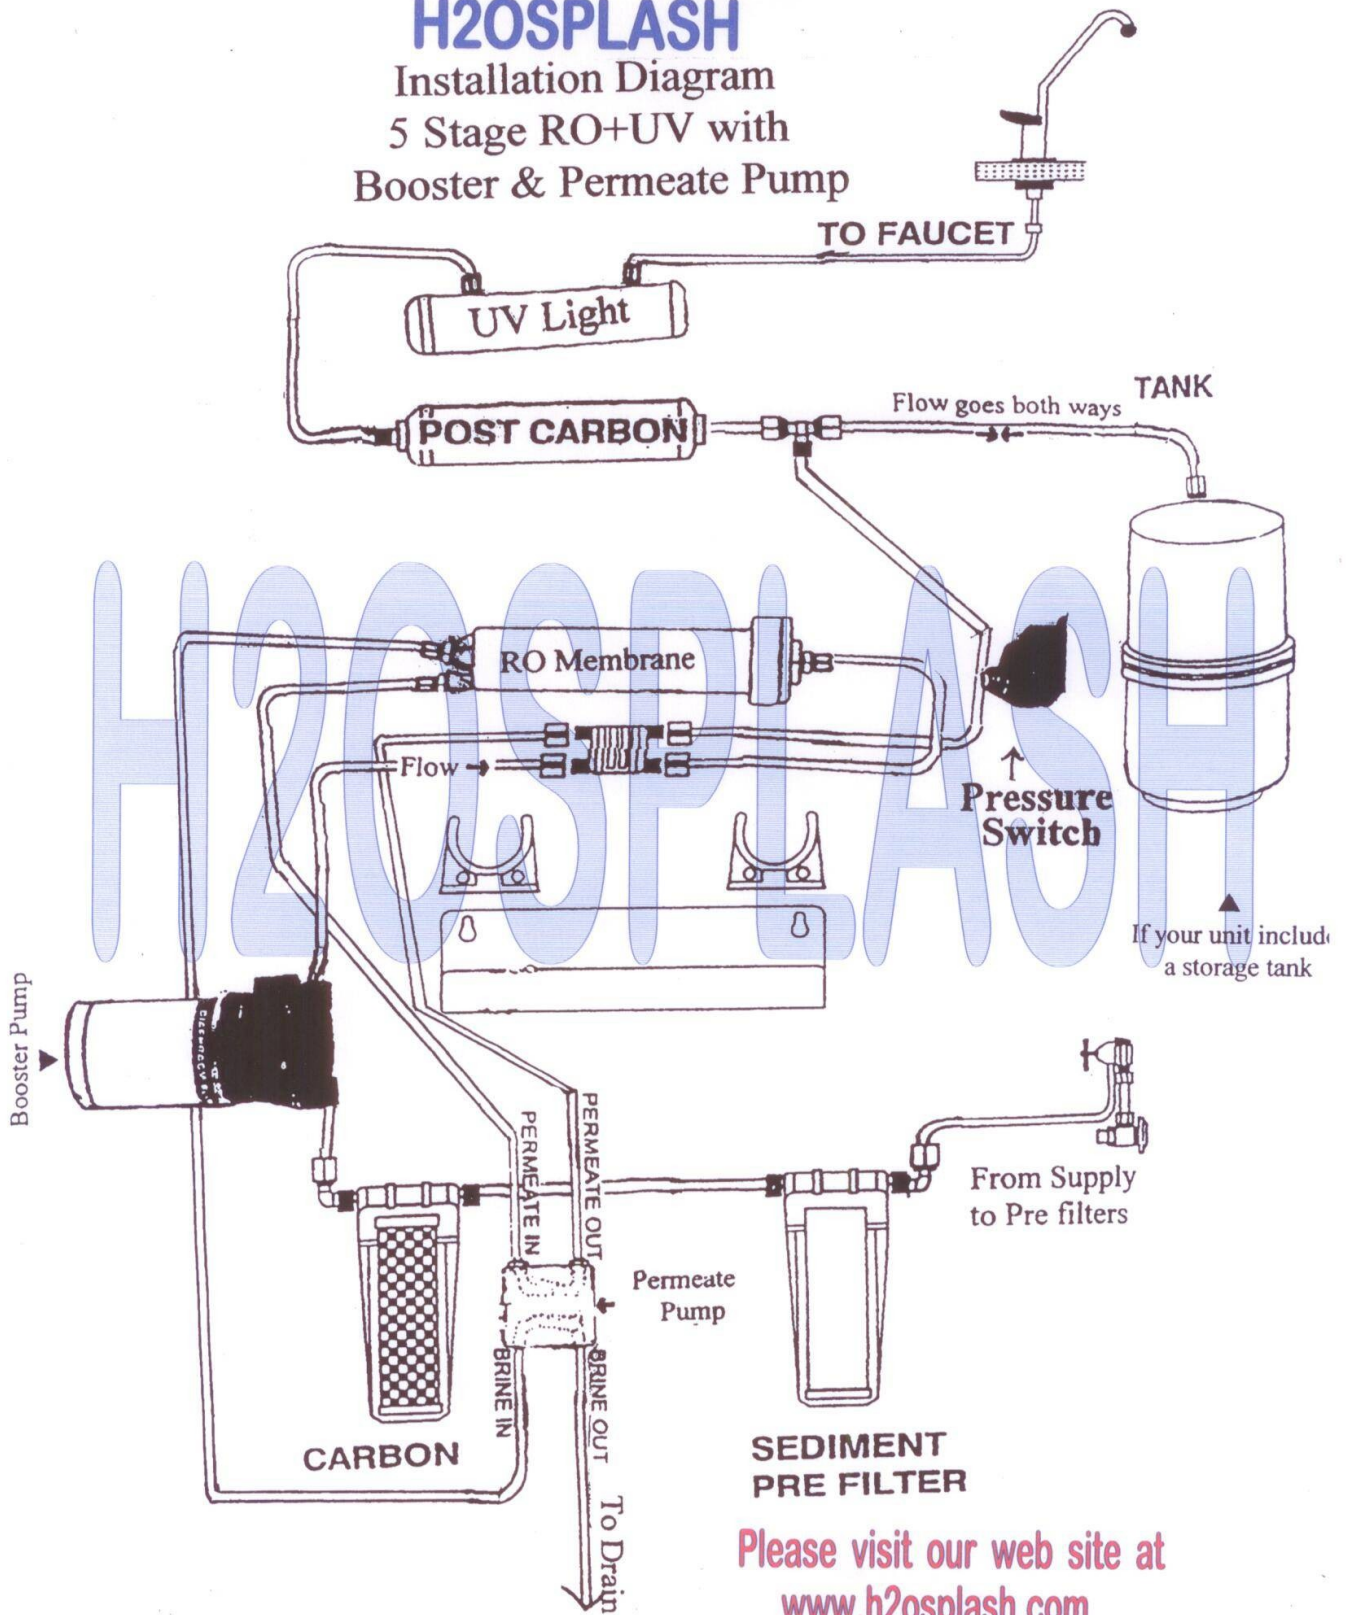 H2OSPLASH
Installation Diagram
5 Stage RO+UV with
Booster & Permeate Pump
TO FAUCET
UV Light
TANK
Flow goes both ways
POST CARBON
H2OSPLASH
RO Membrane
Flow
Pressure
Switch
If your unit include
a storage tank
Booster Pump
PERMEATE IN
PERMEATE OUT
From Supply
to Pre filters
Permeate
Pump
BRINE IN
BRINE OUT
CARBON
SEDIMENT
PRE FILTER
To Drain
Please visit our web site at
www.h2osplash.com